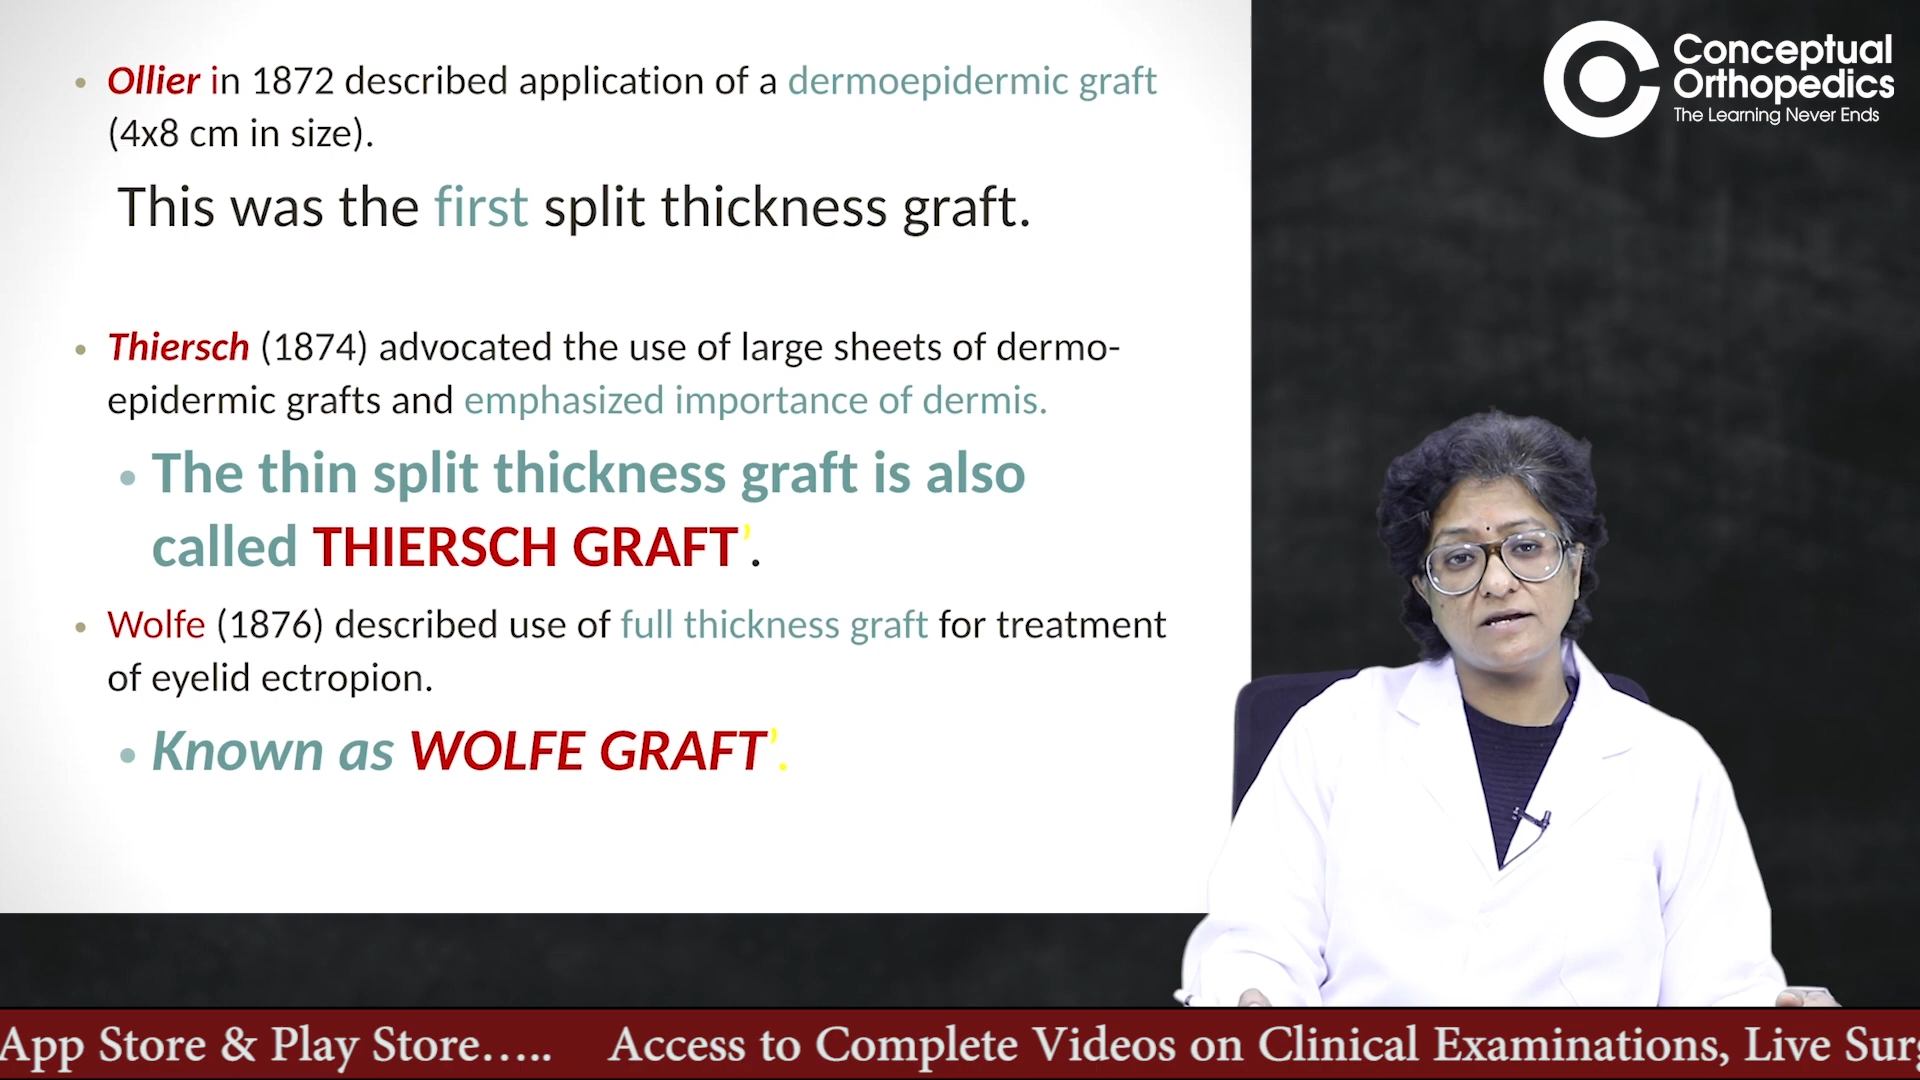 Ollier in 1872 described application of a dermoepidermic graft
(4x8 cm in size).
This was the first split thickness graft.
Thiersch (1874) advocated the use of large sheets of dermo-
epidermic grafts and emphasized importance of dermis.
The thin split thickness graft is also
called THIERSCH GRAFT’.
Wolfe (1876) described use of full thickness graft for treatment
of eyelid ectropion.
Known as WOLFE GRAFT’.
Conceptual
Orthopedics
The Learning Never Ends
App Store & Play Store..... Access to Complete Videos on Clinical Examinations, Live Surg